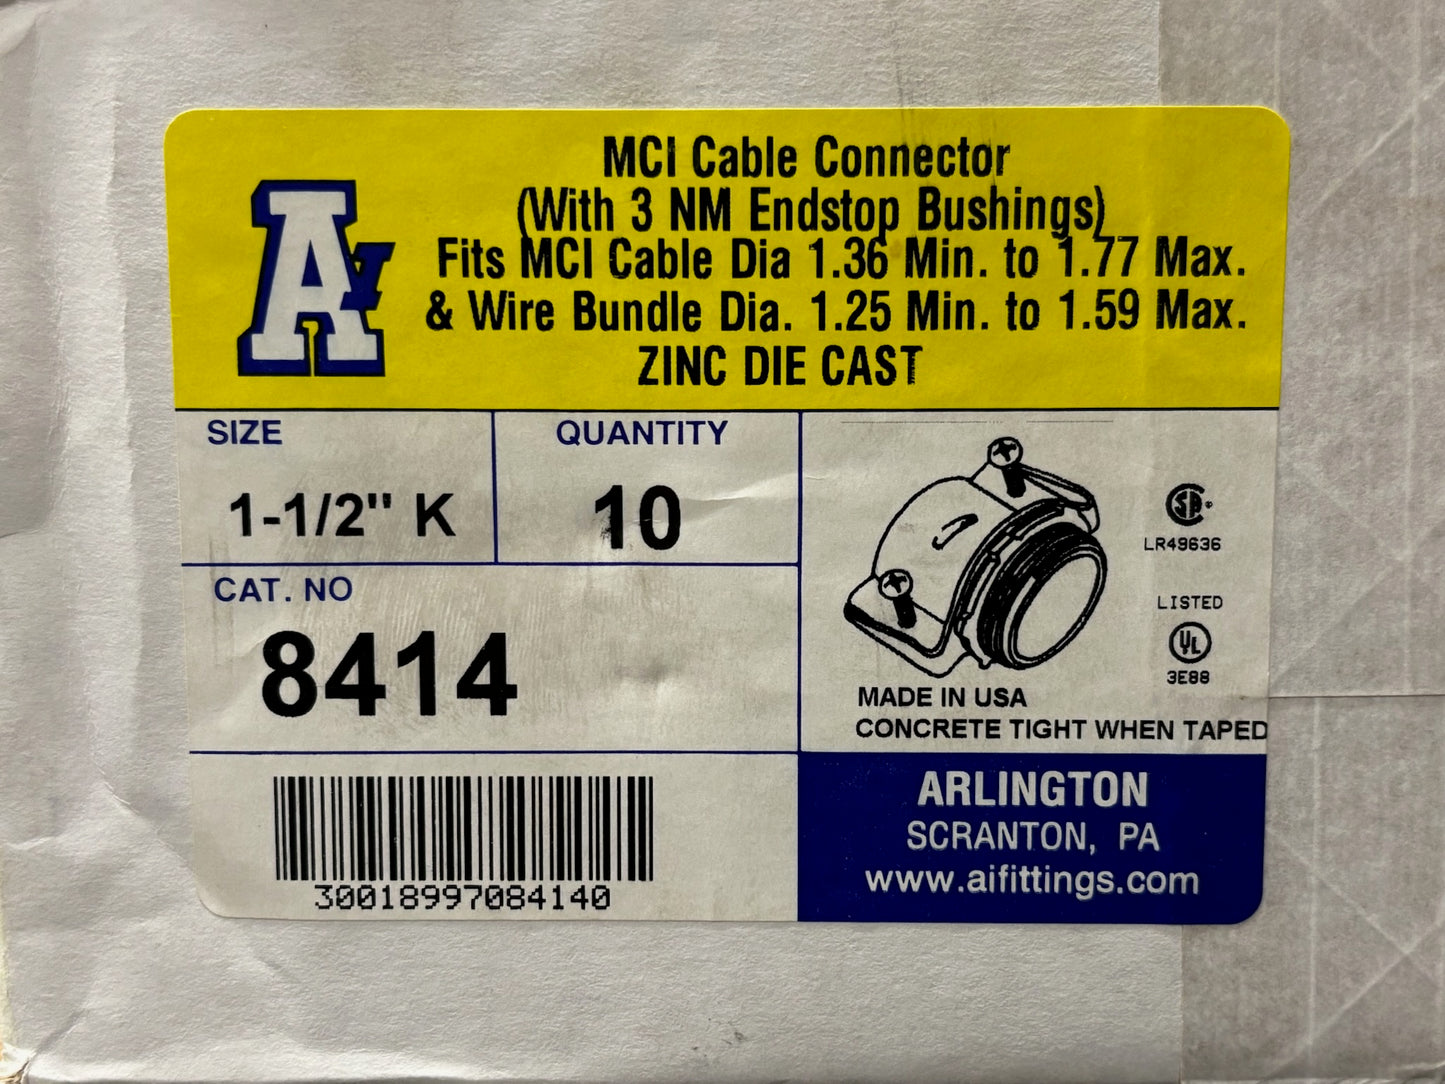 MCI Cable Connector
(With 3 NM Endstop Bushings)
Fits MCI Cable Dia 1.36 Min. to 1.77 Max.
& Wire Bundle Dia. 1.25 Min. to 1.59 Max.
ZINC DIE CAST
SIZE
1-1/2" K
QUANTITY
10
CAT. NO
8414
LR49636
LISTED
UL
3E88
MADE IN USA
CONCRETE TIGHT WHEN TAPED
30018997084140
ARLINGTON
SCRANTON, PA
www.aifittings.com